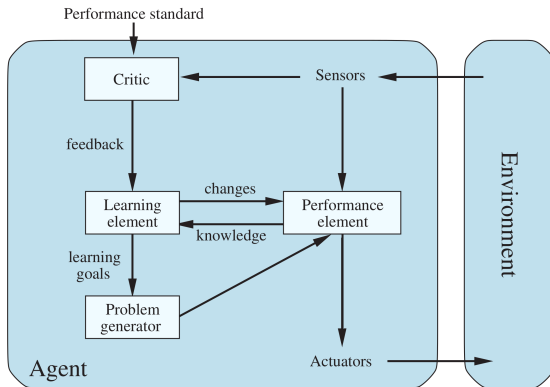 Performance standard
Critic
Sensors
feedback
changes
Learning
element
Performance
element
knowledge
learning
goals
Problem
generator
Environment
Agent
Actuators